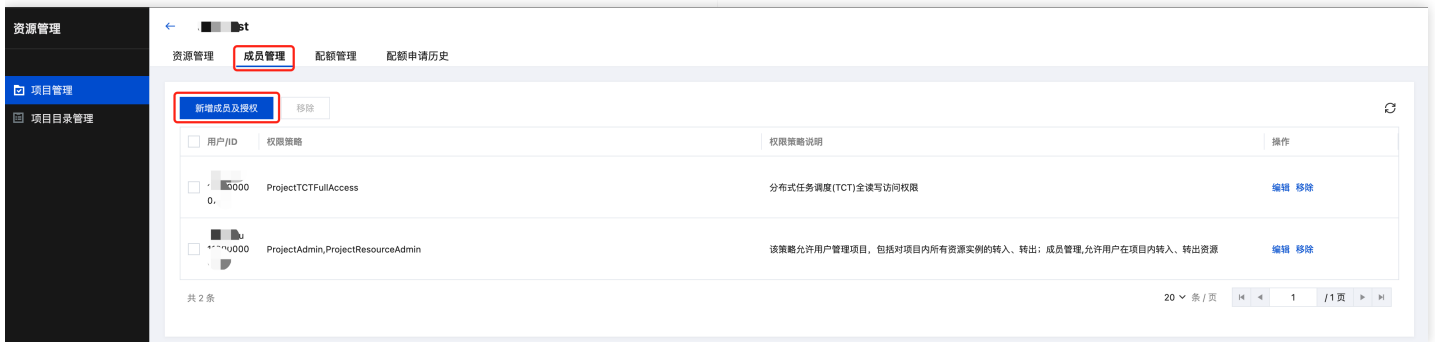 资源管理
项目管理
项目目录管理
st
资源管理 成员管理 配额管理 配额申请历史
新增成员及授权 移除
用户/ID 权限策略 权限策略说明 操作
0000 ProjectTCTFullAccess 分布式任务调度(TCT)全读写访问权限 编辑 移除
ProjectAdmin,ProjectResourceAdmin 该策略允许用户管理项目，包括对项目内所有资源实例的转入、转出；成员管理,允许用户在项目内转入、转出资源 编辑 移除
共 2 条 20 条 / 页 1 / 1 页